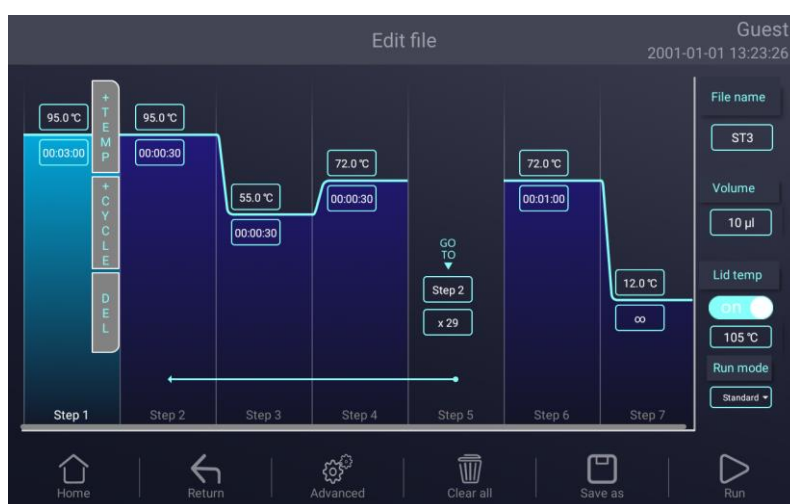 Edit file
Guest
2001-01-01 13:23:26
95.0 ℃
00:03:00
+TEMP
+CYCLE
DEL
95.0 ℃
00:00:30
55.0 ℃
00:00:30
72.0 ℃
00:00:30
GO
TO
Step 2
x 29
72.0 ℃
00:01:00
12.0 ℃
∞
Step 1
Step 2
Step 3
Step 4
Step 5
Step 6
Step 7
File name
ST3
Volume
10 µl
Lid temp
on
105 ℃
Run mode
Standard
Home
Return
Advanced
Clear all
Save as
Run